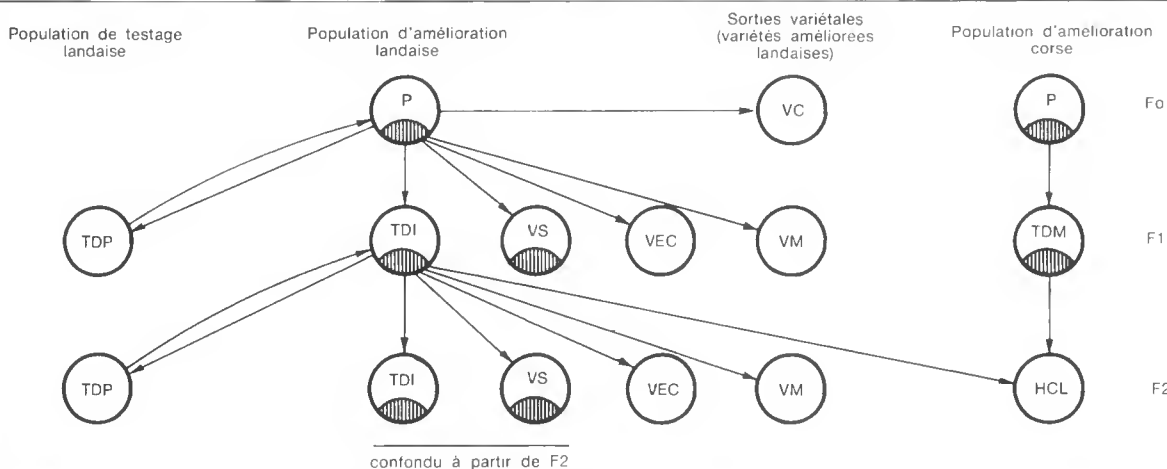 Population de testage
landaise
Population d'amélioration
landaise
Sorties variétales
(variétés améliorees
landaises)
Population d'amelioration
corse
P
VC
P
Fo
TDP
TDI
VS
VEC
VM
TDM
F1
TDP
TDI
VS
VEC
VM
HCL
F2
confondu à partir de F2